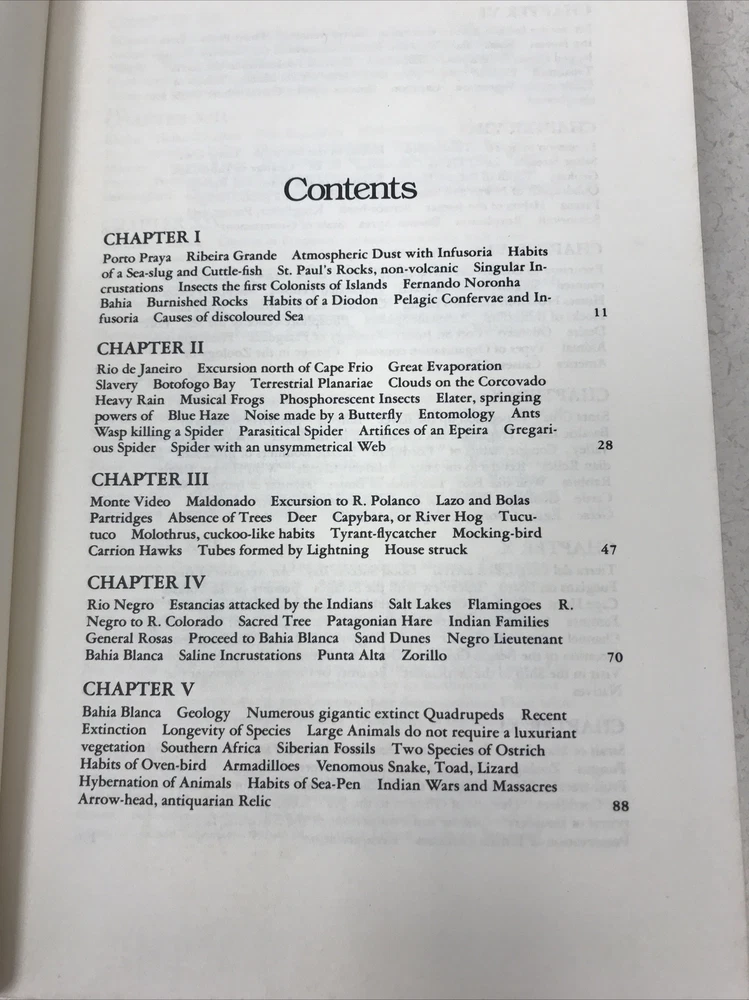 Contents
CHAPTER I
Porto Praya Ribeira Grande Atmospheric Dust with Infusoria Habits
of a Sea-slug and Cuttle-fish St. Paul's Rocks, non-volcanic Singular In-
crustations Insects the first Colonists of Islands Fernando Noronha
Bahia Burnished Rocks Habits of a Diodon Pelagic Confervae and In-
fusoria Causes of discoloured Sea 11
CHAPTER II
Rio de Janeiro Excursion north of Cape Frio Great Evaporation
Slavery Botofogo Bay Terrestrial Planariae Clouds on the Corcovado
Heavy Rain Musical Frogs Phosphorescent Insects Elater, springing
powers of Blue Haze Noise made by a Butterfly Entomology Ants
Wasp killing a Spider Parasitical Spider Artifices of an Epeira Gregari-
ous Spider Spider with an unsymmetrical Web 28
CHAPTER III
Monte Video Maldonado Excursion to R. Polanco Lazo and Bolas
Partridges Absence of Trees Deer Capybara, or River Hog Tucu-
tuco Molothrus, cuckoo-like habits Tyrant-flycatcher Mocking-bird
Carrion Hawks Tubes formed by Lightning House struck 47
CHAPTER IV
Rio Negro Estancias attacked by the Indians Salt Lakes Flamingoes R.
Negro to R. Colorado Sacred Tree Patagonian Hare Indian Families
General Rosas Proceed to Bahia Blanca Sand Dunes Negro Lieutenant
Bahia Blanca Saline Incrustations Punta Alta Zorillo 70
CHAPTER V
Bahia Blanca Geology Numerous gigantic extinct Quadrupeds Recent
Extinction Longevity of Species Large Animals do not require a luxuriant
vegetation Southern Africa Siberian Fossils Two Species of Ostrich
Habits of Oven-bird Armadilloes Venomous Snake, Toad, Lizard
Hybernation of Animals Habits of Sea-Pen Indian Wars and Massacres
Arrow-head, antiquarian Relic 88